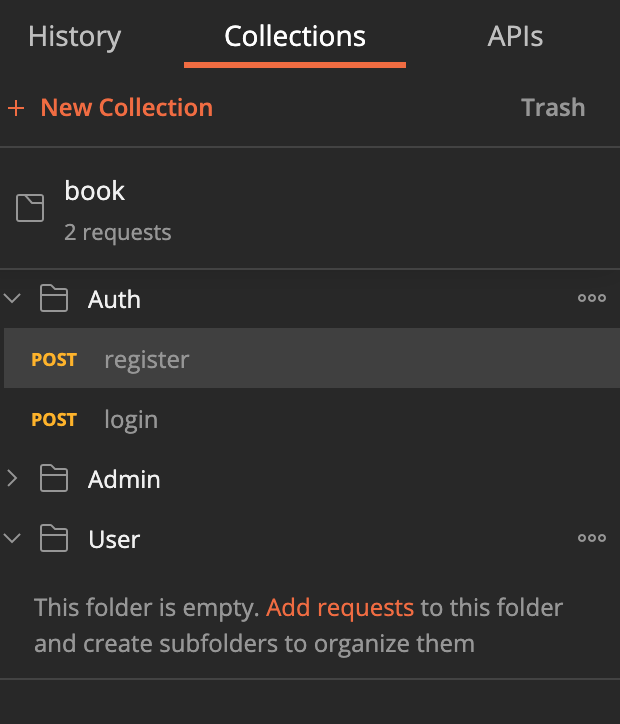 History Collections APIs
+ New Collection Trash
book
2 requests
Auth
POST register
POST login
Admin
User
This folder is empty. Add requests to this folder
and create subfolders to organize them